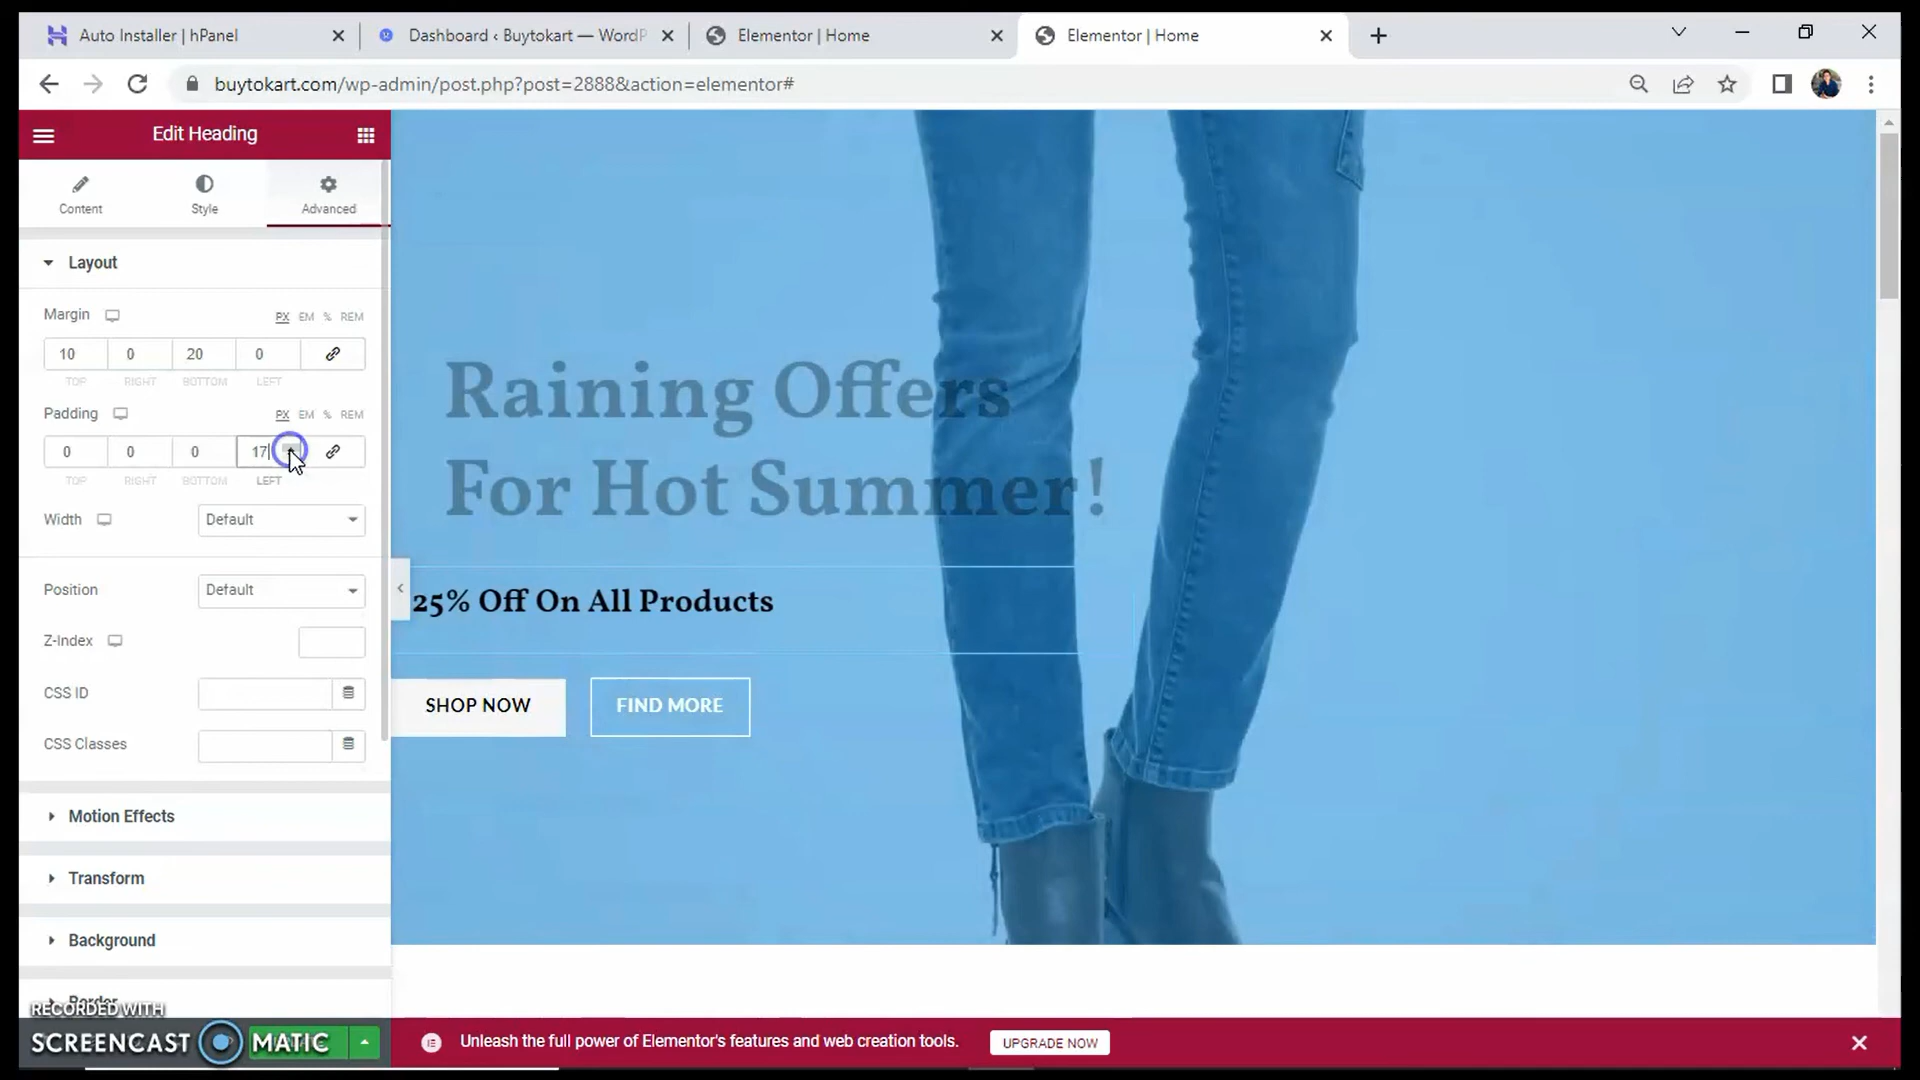 Auto Installer | hPanel
Dashboard ‹ Buytokart — WordP
Elementor | Home
Elementor | Home
buytokart.com/wp-admin/post.php?post=2888&action=elementor#
Edit Heading
Content
Style
Advanced
Layout
Margin
PX EM % REM
10 0 20 0
TOP RIGHT BOTTOM LEFT
Padding
PX EM % REM
0 0 0 17
TOP RIGHT BOTTOM LEFT
Width
Default
Position
Default
Z-Index
CSS ID
CSS Classes
Motion Effects
Transform
Background
Border
Raining Offers
For Hot Summer!
25% Off On All Products
SHOP NOW
FIND MORE
RECORDED WITH
SCREENCAST MATIC
Unleash the full power of Elementor's features and web creation tools.
UPGRADE NOW